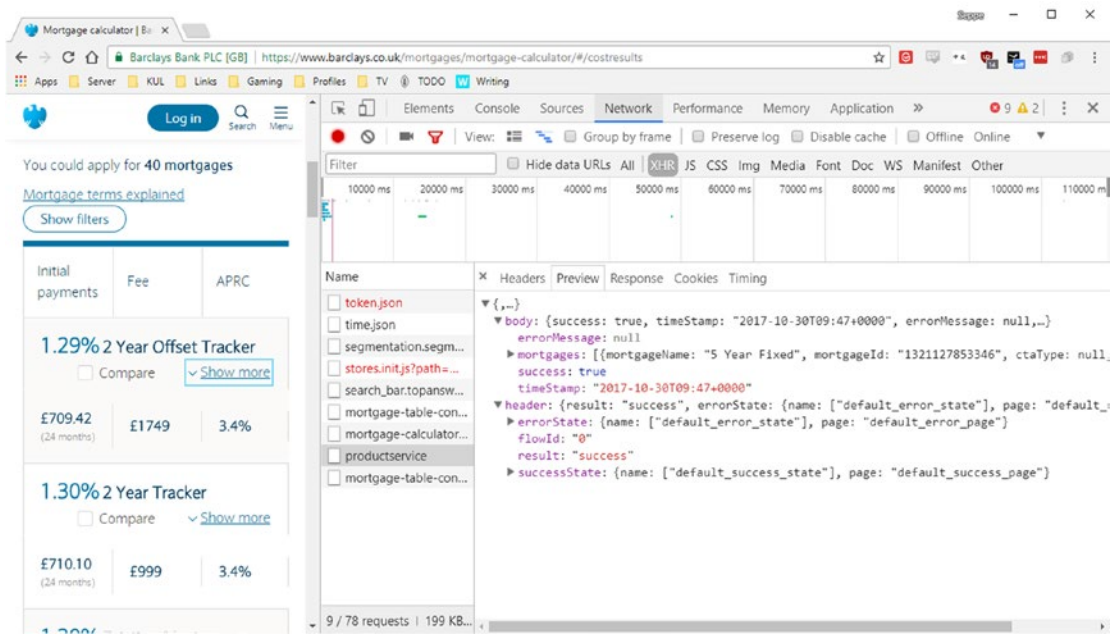 Seppe
Mortgage calculator | Ba
Barclays Bank PLC [GB] | https://www.barclays.co.uk/mortgages/mortgage-calculator/#/costresults
Apps Server KUL Links Gaming Profiles TV TODO W Writing
Log in Search Menu
You could apply for 40 mortgages
Mortgage terms explained
Show filters
Initial payments Fee APRC
1.29% 2 Year Offset Tracker
Compare Show more
£709.42 (24 months) £1749 3.4%
1.30% 2 Year Tracker
Compare Show more
£710.10 (24 months) £999 3.4%
Elements Console Sources Network Performance Memory Application » 9 2
View: Group by frame Preserve log Disable cache Offline Online
Filter Hide data URLs All XHR JS CSS Img Media Font Doc WS Manifest Other
10000 ms 20000 ms 30000 ms 40000 ms 50000 ms 60000 ms 70000 ms 80000 ms 90000 ms 100000 ms 110000 m
Name
token.json
time.json
segmentation.segm...
stores.init.js?path=...
search_bar.topansw...
mortgage-table-con...
mortgage-calculator...
productservice
mortgage-table-con...
9 / 78 requests | 199 KB...
× Headers Preview Response Cookies Timing
▼{,…}
▼body: {success: true, timeStamp: "2017-10-30T09:47+0000", errorMessage: null,…}
errorMessage: null
▶mortgages: [{mortgageName: "5 Year Fixed", mortgageId: "1321127853346", ctaType: null,
success: true
timeStamp: "2017-10-30T09:47+0000"
▼header: {result: "success", errorState: {name: ["default_error_state"], page: "default_
▶errorState: {name: ["default_error_state"], page: "default_error_page"}
flowId: "0"
result: "success"
▶successState: {name: ["default_success_state"], page: "default_success_page"}